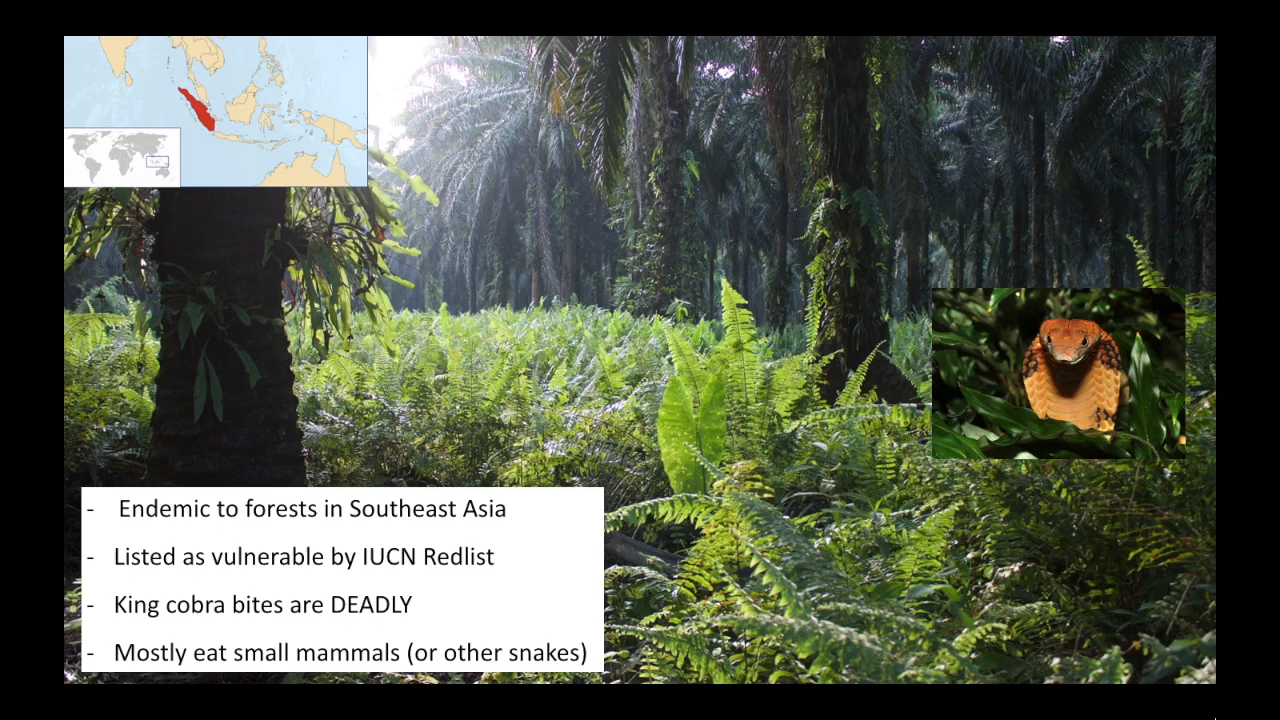 - Endemic to forests in Southeast Asia
- Listed as vulnerable by IUCN Redlist
- King cobra bites are DEADLY
- Mostly eat small mammals (or other snakes)